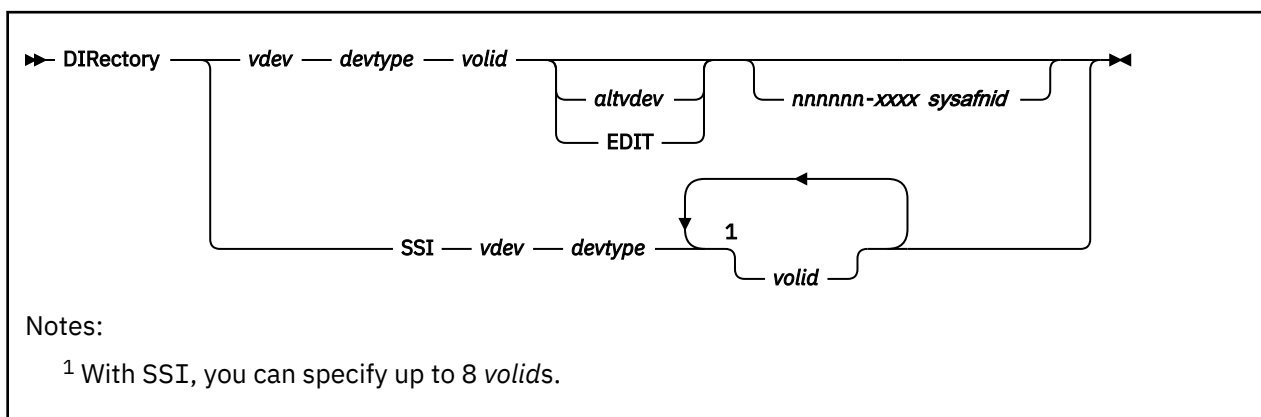 DIRectory vdev devtype volid
altvdev nnnnnn-xxxx sysafnid
EDIT
1
SSI vdev devtype
volid
Notes:
1 With SSI, you can specify up to 8 volids.